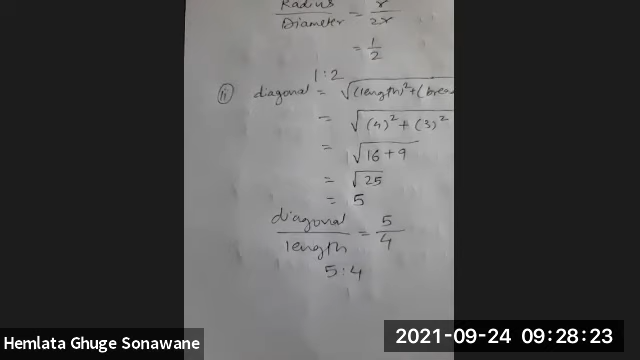 Radius / Diameter = r / 2r
= 1/2
1:2
(ii) diagonal = √(length)²+(brea
= √(4)²+(3)²
= √16+9
= √25
= 5
diagonal / length = 5/4
5:4
Hemlata Ghuge Sonawane
2021-09-24 09:28:23